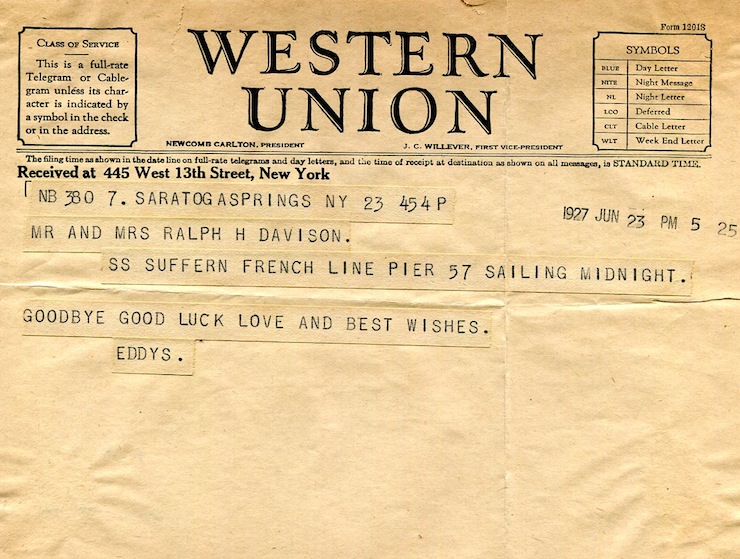 Form 1201S
CLASS OF SERVICE
This is a full-rate
Telegram or Cable-
gram unless its char-
acter is indicated by
a symbol in the check
or in the address.
WESTERN
UNION
NEWCOMB CARLTON, PRESIDENT
J. C. WILLEVER, FIRST VICE-PRESIDENT
SYMBOLS
BLUE Day Letter
NITE Night Message
NL Night Letter
LCO Deferred
CLT Cable Letter
WLT Week End Letter
The filing time as shown in the date line on full-rate telegrams and day letters, and the time of receipt at destination as shown on all messages, is STANDARD TIME.
Received at 445 West 13th Street, New York
NB 380 7. SARATOGASPRINGS NY 23 454P
1927 JUN 23 PM 5 25
MR AND MRS RALPH H DAVISON.
SS SUFFERN FRENCH LINE PIER 57 SAILING MIDNIGHT.
GOODBYE GOOD LUCK LOVE AND BEST WISHES.
EDDYS.